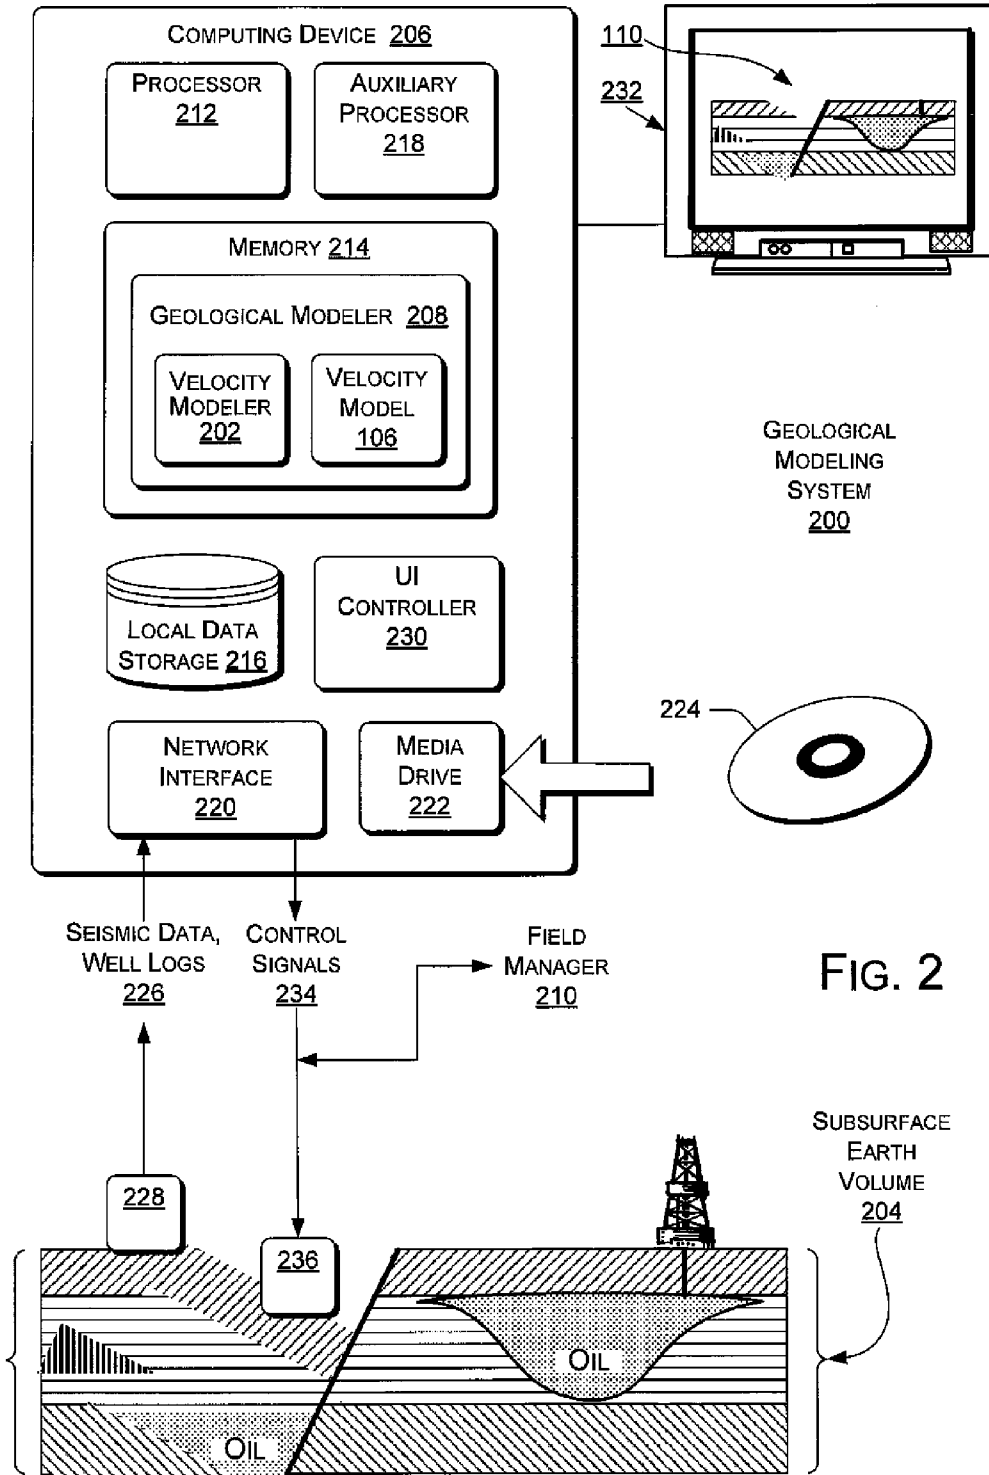 COMPUTING DEVICE 206
PROCESSOR
212
AUXILIARY
PROCESSOR
218
MEMORY 214
GEOLOGICAL MODELER 208
VELOCITY
MODELER
202
VELOCITY
MODEL
106
LOCAL DATA
STORAGE 216
UI
CONTROLLER
230
NETWORK
INTERFACE
220
MEDIA
DRIVE
222
110
232
GEOLOGICAL
MODELING
SYSTEM
200
224
SEISMIC DATA,
WELL LOGS
226
CONTROL
SIGNALS
234
FIELD
MANAGER
210
FIG. 2
SUBSURFACE
EARTH
VOLUME
204
228
236
OIL
OIL